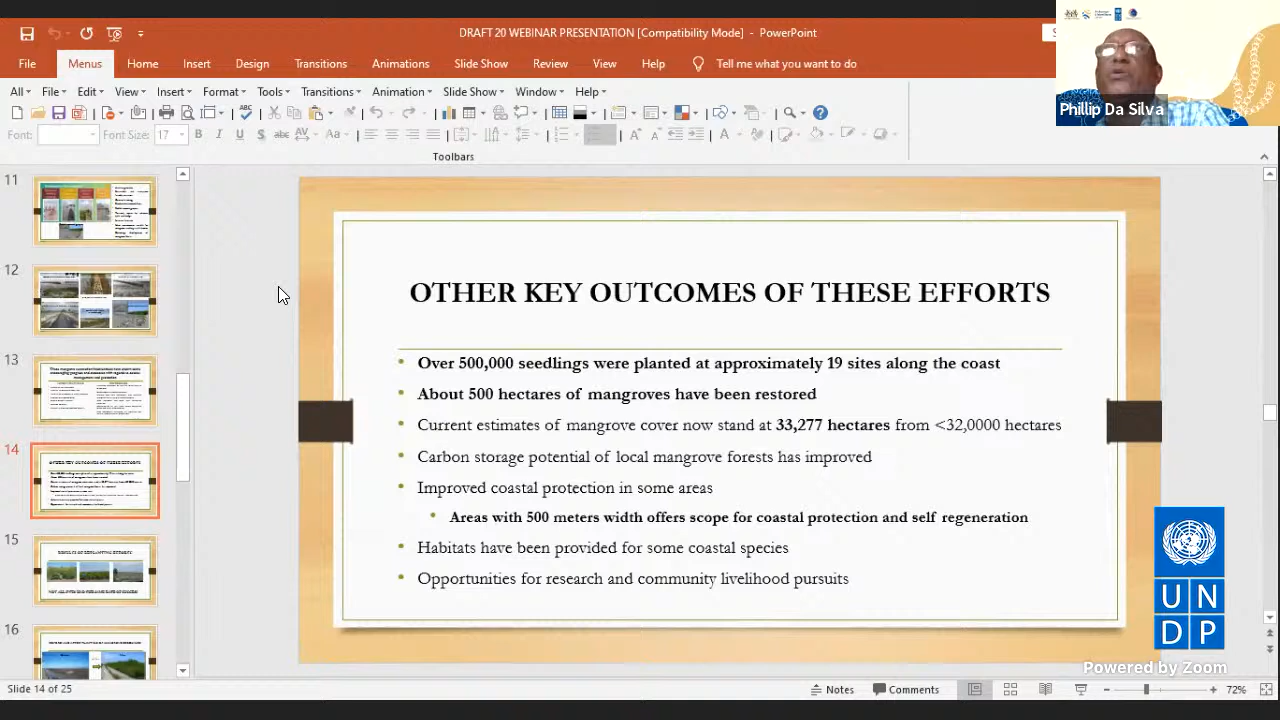 DRAFT 20 WEBINAR PRESENTATION [Compatibility Mode] - PowerPoint
File Menus Home Insert Design Transitions Animations Slide Show Review View Help Tell me what you want to do
All File Edit View Insert Format Tools Transitions Animation Slide Show Window Help
Font: Font Size: 17
Toolbars
Phillip Da Silva
11
12
13
14
15
16
OTHER KEY OUTCOMES OF THESE EFFORTS
• Over 500,000 seedlings were planted at approximately 19 sites along the coast
• About 500 hectares of mangroves have been restored
• Current estimates of mangrove cover now stand at 33,277 hectares from <32,0000 hectares
• Carbon storage potential of local mangrove forests has improved
• Improved coastal protection in some areas
• Areas with 500 meters width offers scope for coastal protection and self regeneration
• Habitats have been provided for some coastal species
• Opportunities for research and community livelihood pursuits
U N
D P
Powered by Zoom
Slide 14 of 25 Notes Comments 72%